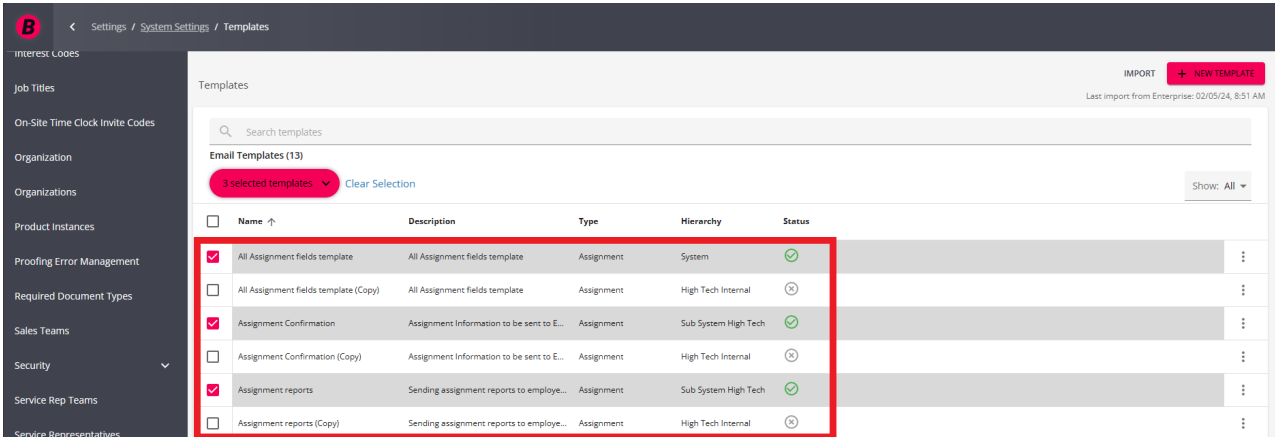 B
Settings / System Settings / Templates
Interest Codes
Job Titles
On-Site Time Clock Invite Codes
Organization
Organizations
Product Instances
Proofing Error Management
Required Document Types
Sales Teams
Security
Service Rep Teams
Service Representatives
Templates
IMPORT + NEW TEMPLATE
Last import from Enterprise: 02/05/24, 8:51 AM
Search templates
Email Templates (13)
3 selected templates Clear Selection
Show: All
Name Description Type Hierarchy Status
All Assignment fields template All Assignment fields template Assignment System
All Assignment fields template (Copy) All Assignment fields template Assignment High Tech Internal
Assignment Confirmation Assignment Information to be sent to E... Assignment Sub System High Tech
Assignment Confirmation (Copy) Assignment Information to be sent to E... Assignment High Tech Internal
Assignment reports Sending assignment reports to employe... Assignment Sub System High Tech
Assignment reports (Copy) Sending assignment reports to employe... Assignment High Tech Internal